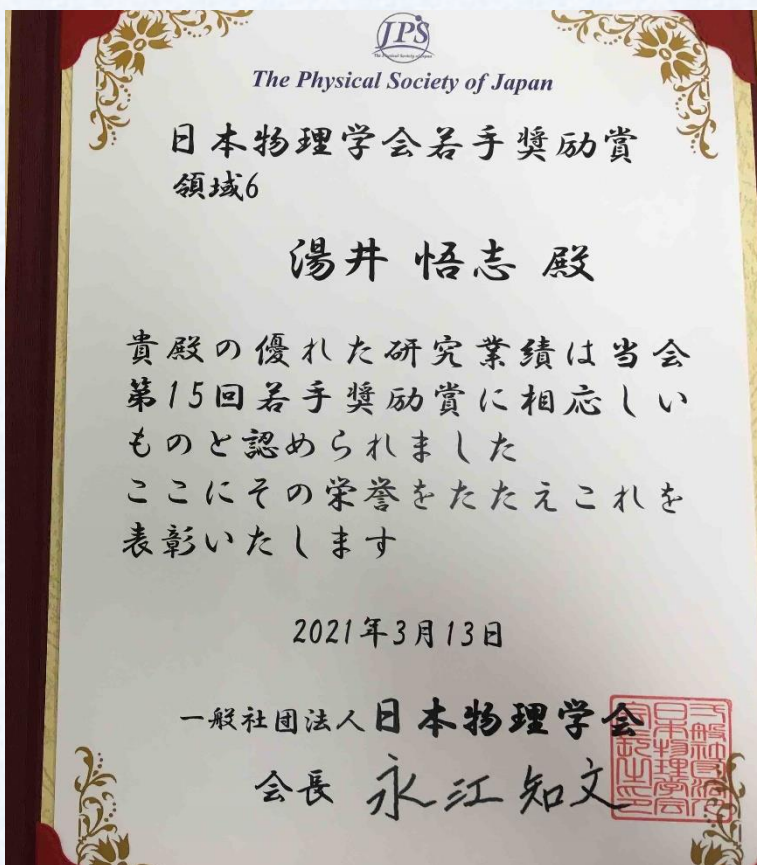 JPS
The Physical Society of Japan
日本物理学会若手奨励賞
領域6
湯井 悟志 殿
貴殿の優れた研究業績は当会
第15回若手奨励賞に相応しい
ものと認められました
ここにその栄誉をたたえこれを
表彰いたします
2021年3月13日
一般社団法人日本物理学会
会長 永江知文